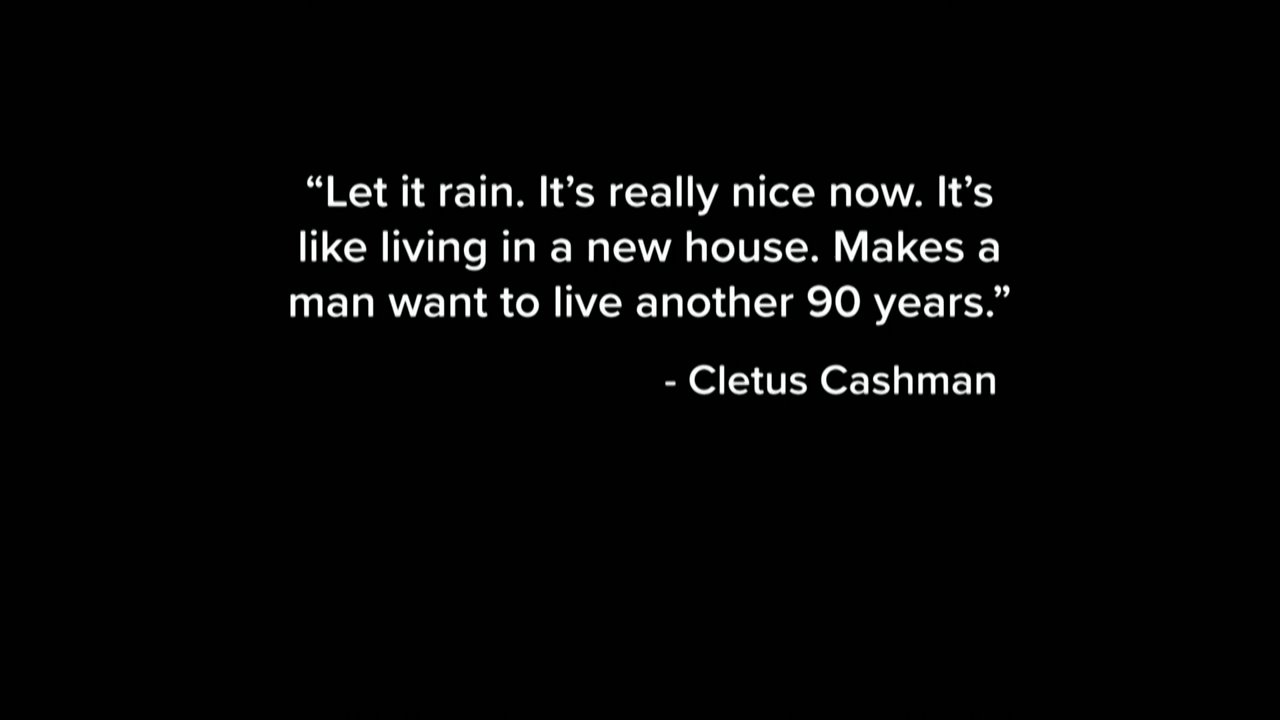 “Let it rain. It’s really nice now. It’s
like living in a new house. Makes a
man want to live another 90 years.”
- Cletus Cashman